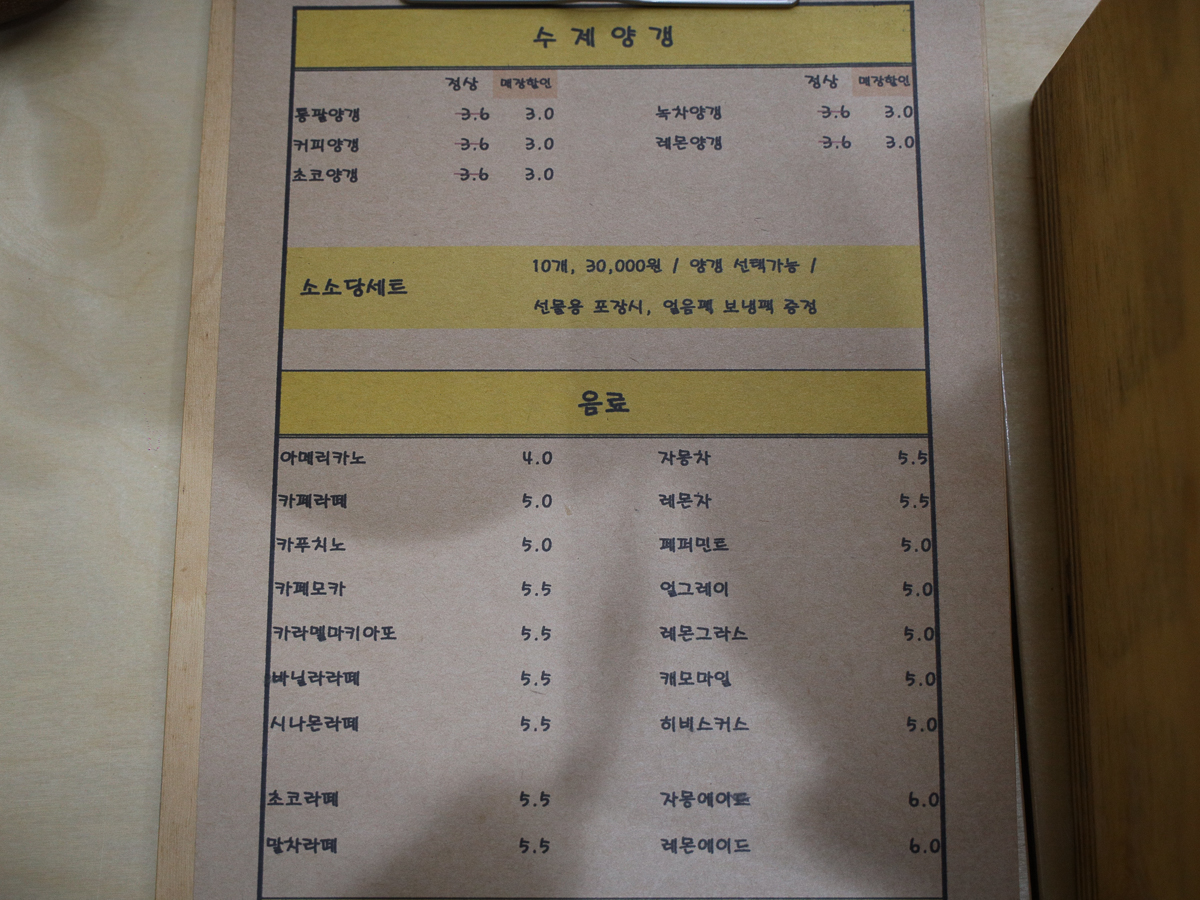 수 제 양 갱
정상 매장할인 정상 매장할인
통팥양갱 3.6 3.0 녹차양갱 3.6 3.0
커피양갱 3.6 3.0 레몬양갱 3.6 3.0
초코양갱 3.6 3.0
소소당세트
10개, 30,000원 / 양갱 선택가능 /
선물용 포장시, 얼음팩 보냉팩 증정
음료
아메리카노 4.0 자몽차 5.5
카페라떼 5.0 레몬차 5.5
카푸치노 5.0 페퍼민트 5.0
카페모카 5.5 얼그레이 5.0
카라멜마키아또 5.5 레몬그라스 5.0
바닐라라떼 5.5 캐모마일 5.0
시나몬라떼 5.5 히비스커스 5.0
초코라떼 5.5 자몽에이드 6.0
말차라떼 5.5 레몬에이드 6.0